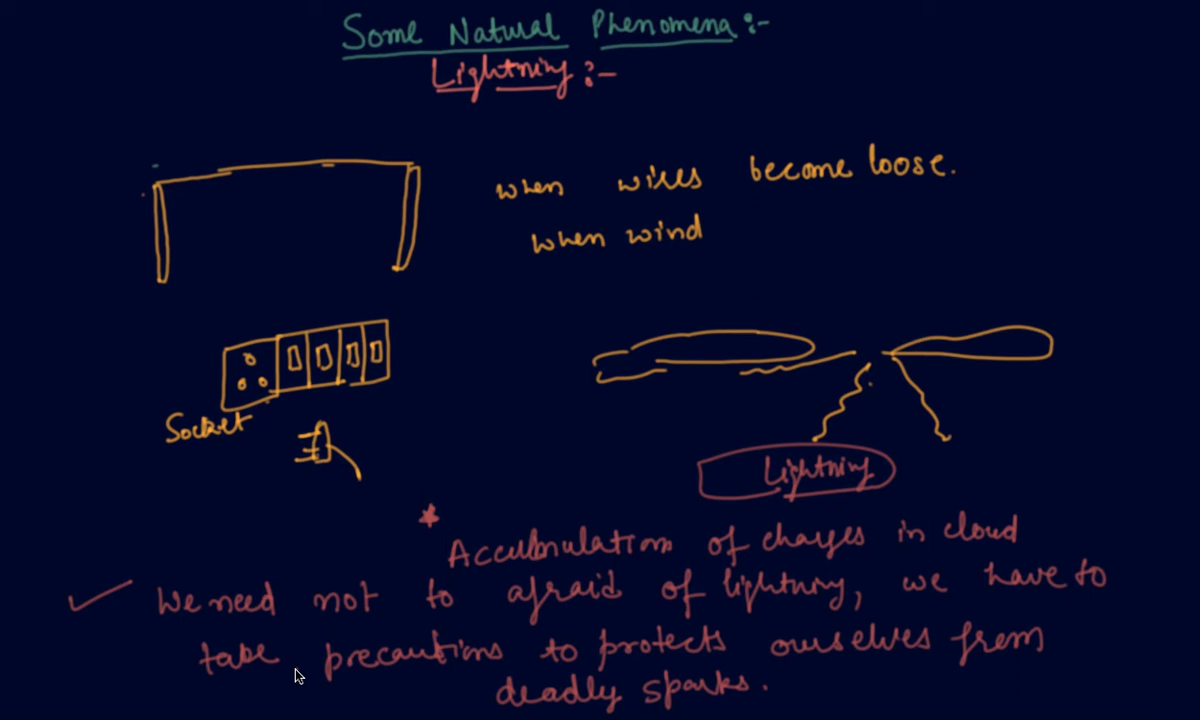 Some Natural Phenomena:-
Lightning:-
when wires become loose.
when wind
Socket
Lightning
* Accumulation of charges in cloud
We need not to afraid of lightning, we have to
take precautions to protects ourselves from
deadly sparks.